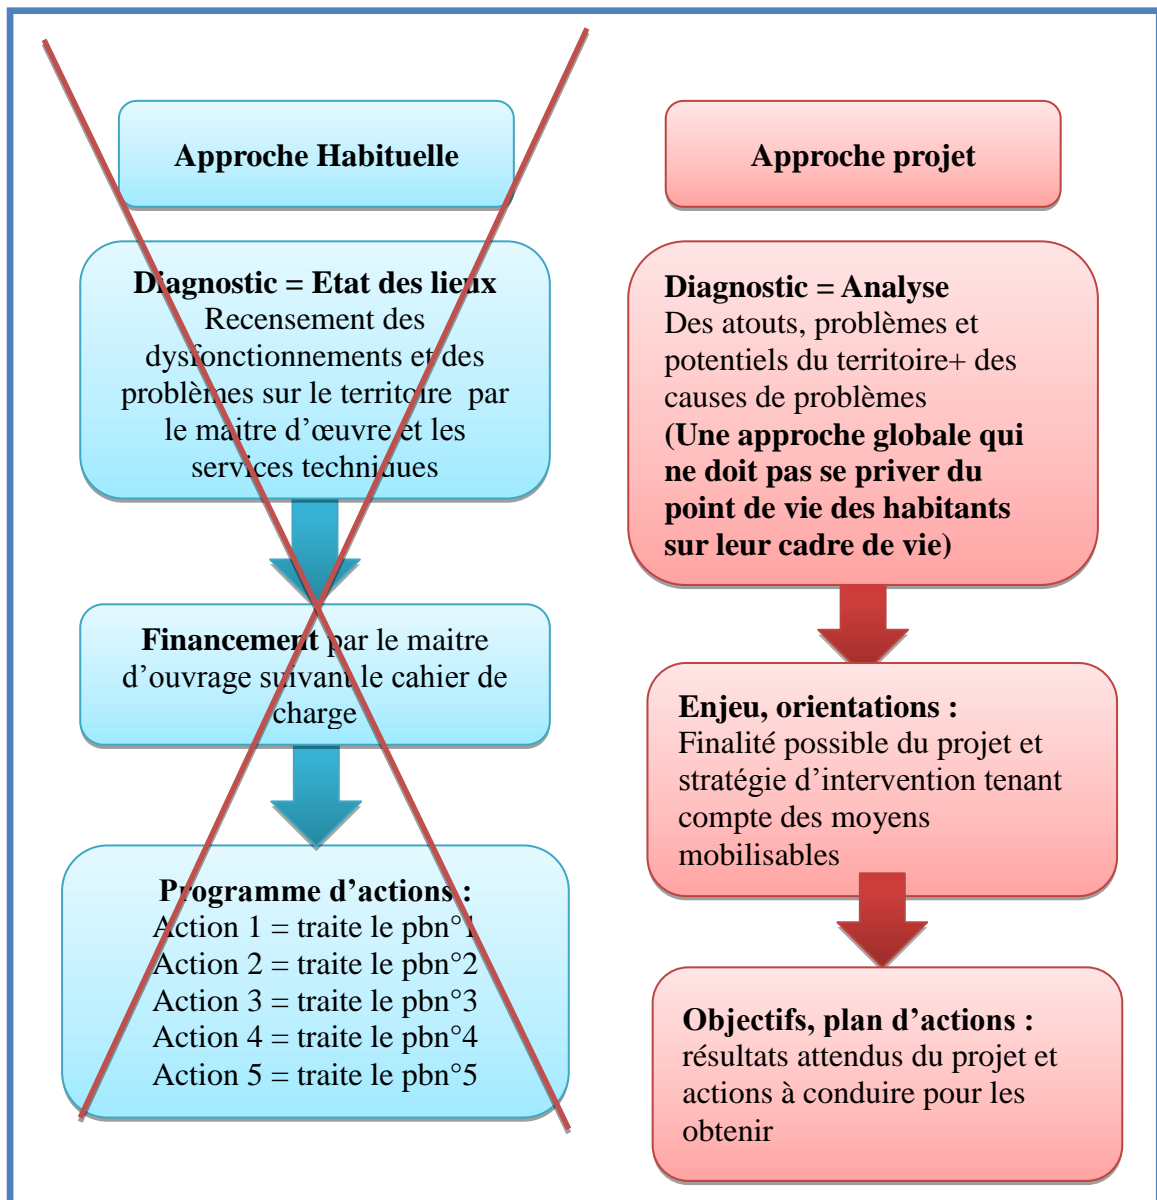 Approche Habituelle
Diagnostic = Etat des lieux
Recensement des
dysfonctionnements et des
problèmes sur le territoire par
le maitre d’œuvre et les
services techniques
Financement par le maitre
d’ouvrage suivant le cahier de
charge
Programme d’actions :
Action 1 = traite le pbn°1
Action 2 = traite le pbn°2
Action 3 = traite le pbn°3
Action 4 = traite le pbn°4
Action 5 = traite le pbn°5
Approche projet
Diagnostic = Analyse
Des atouts, problèmes et
potentiels du territoire+ des
causes de problèmes
(Une approche globale qui
ne doit pas se priver du
point de vie des habitants
sur leur cadre de vie)
Enjeu, orientations :
Finalité possible du projet et
stratégie d’intervention tenant
compte des moyens
mobilisables
Objectifs, plan d’actions :
résultats attendus du projet et
actions à conduire pour les
obtenir